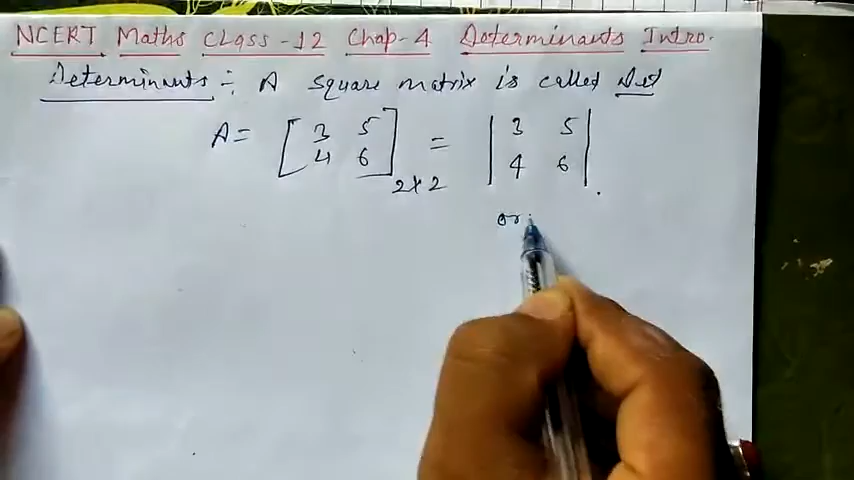 NCERT Maths Class-12 Chap-4 Determinants Intro.
Determinants ÷ A square matrix is called Det
A = [ 3 5 ] = | 3 5 |
[ 4 6 ] 2×2 | 4 6 | .
or